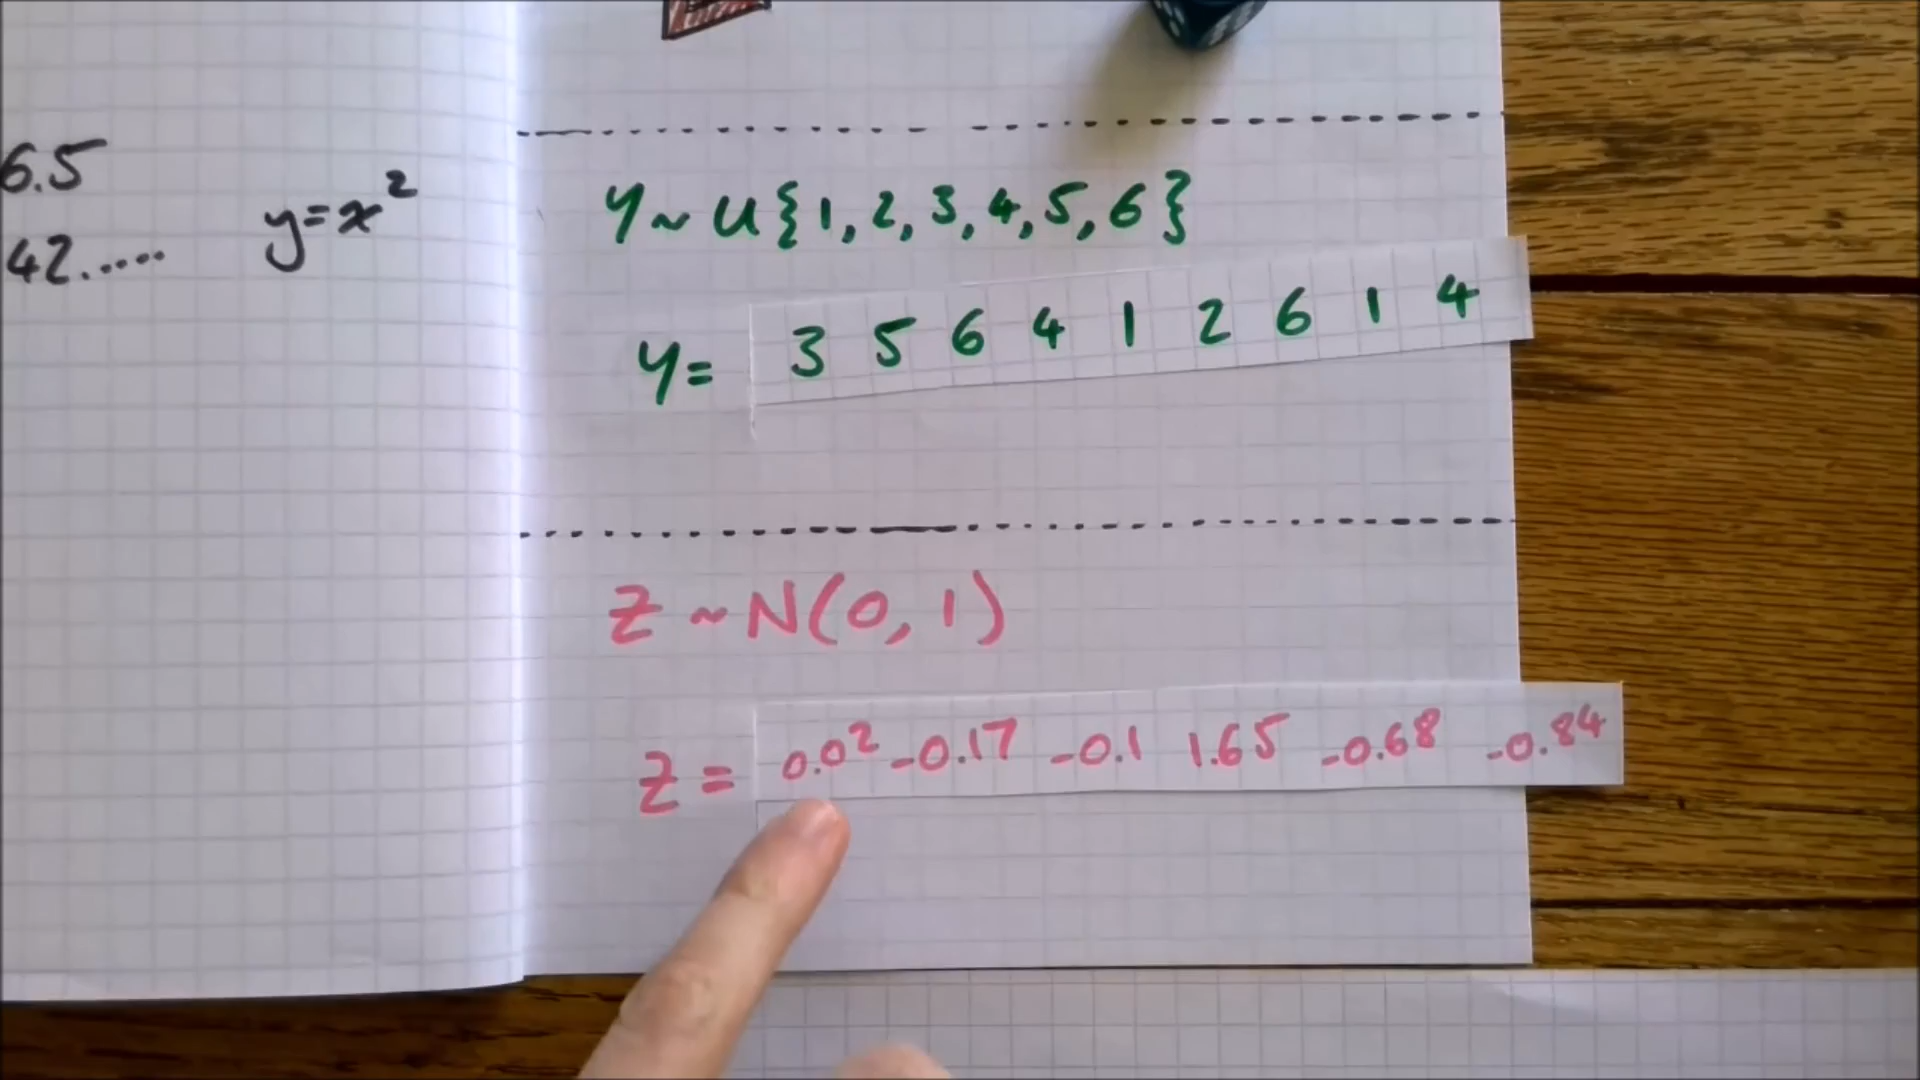 6.5
42.....
y=x²
Y~U{1,2,3,4,5,6}
Y= 3 5 6 4 1 2 6 1 4
Z~N(0,1)
Z= 0.02 -0.17 -0.1 1.65 -0.68 -0.84